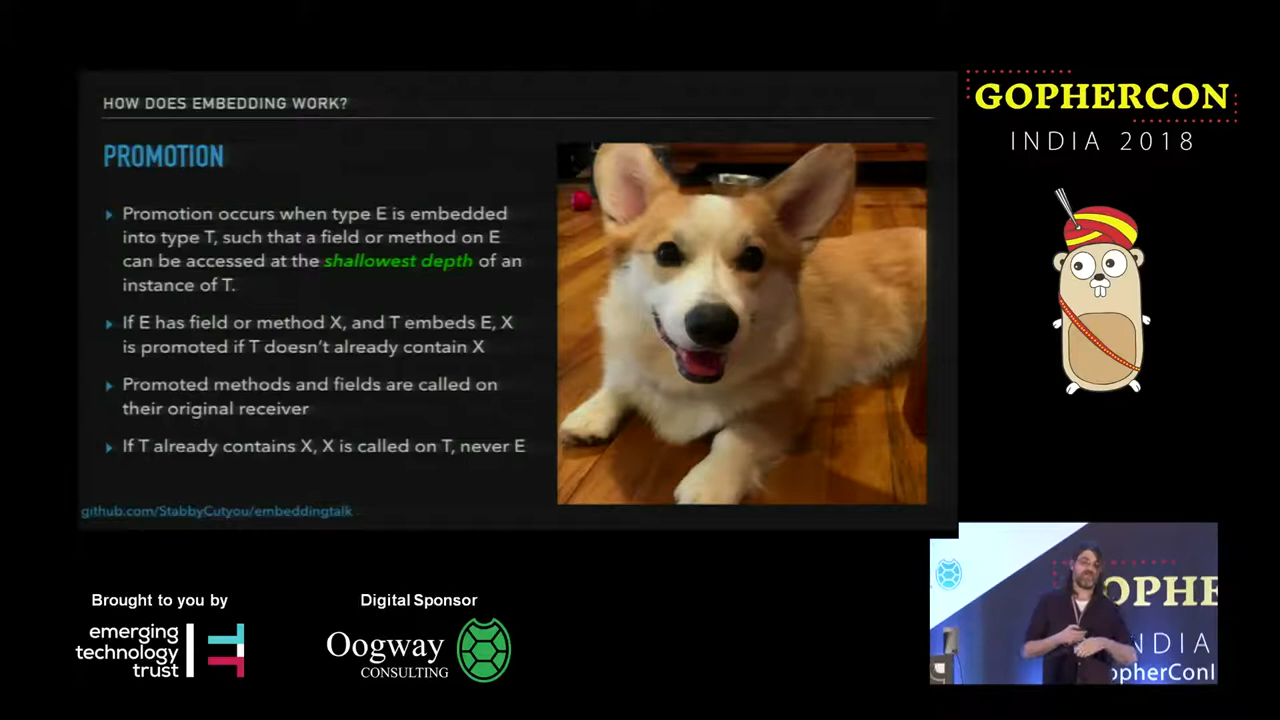 HOW DOES EMBEDDING WORK?
PROMOTION
Promotion occurs when type E is embedded
into type T, such that a field or method on E
can be accessed at the shallowest depth of an
instance of T.
If E has field or method X, and T embeds E, X
is promoted if T doesn't already contain X
Promoted methods and fields are called on
their original receiver
If T already contains X, X is called on T, never E
github.com/StabbyCutyou/embeddingtalk
GOPHERCON
INDIA 2018
Brought to you by
emerging
technology
trust
Digital Sponsor
Oogway
CONSULTING
OPHE
NDIA
opherConI